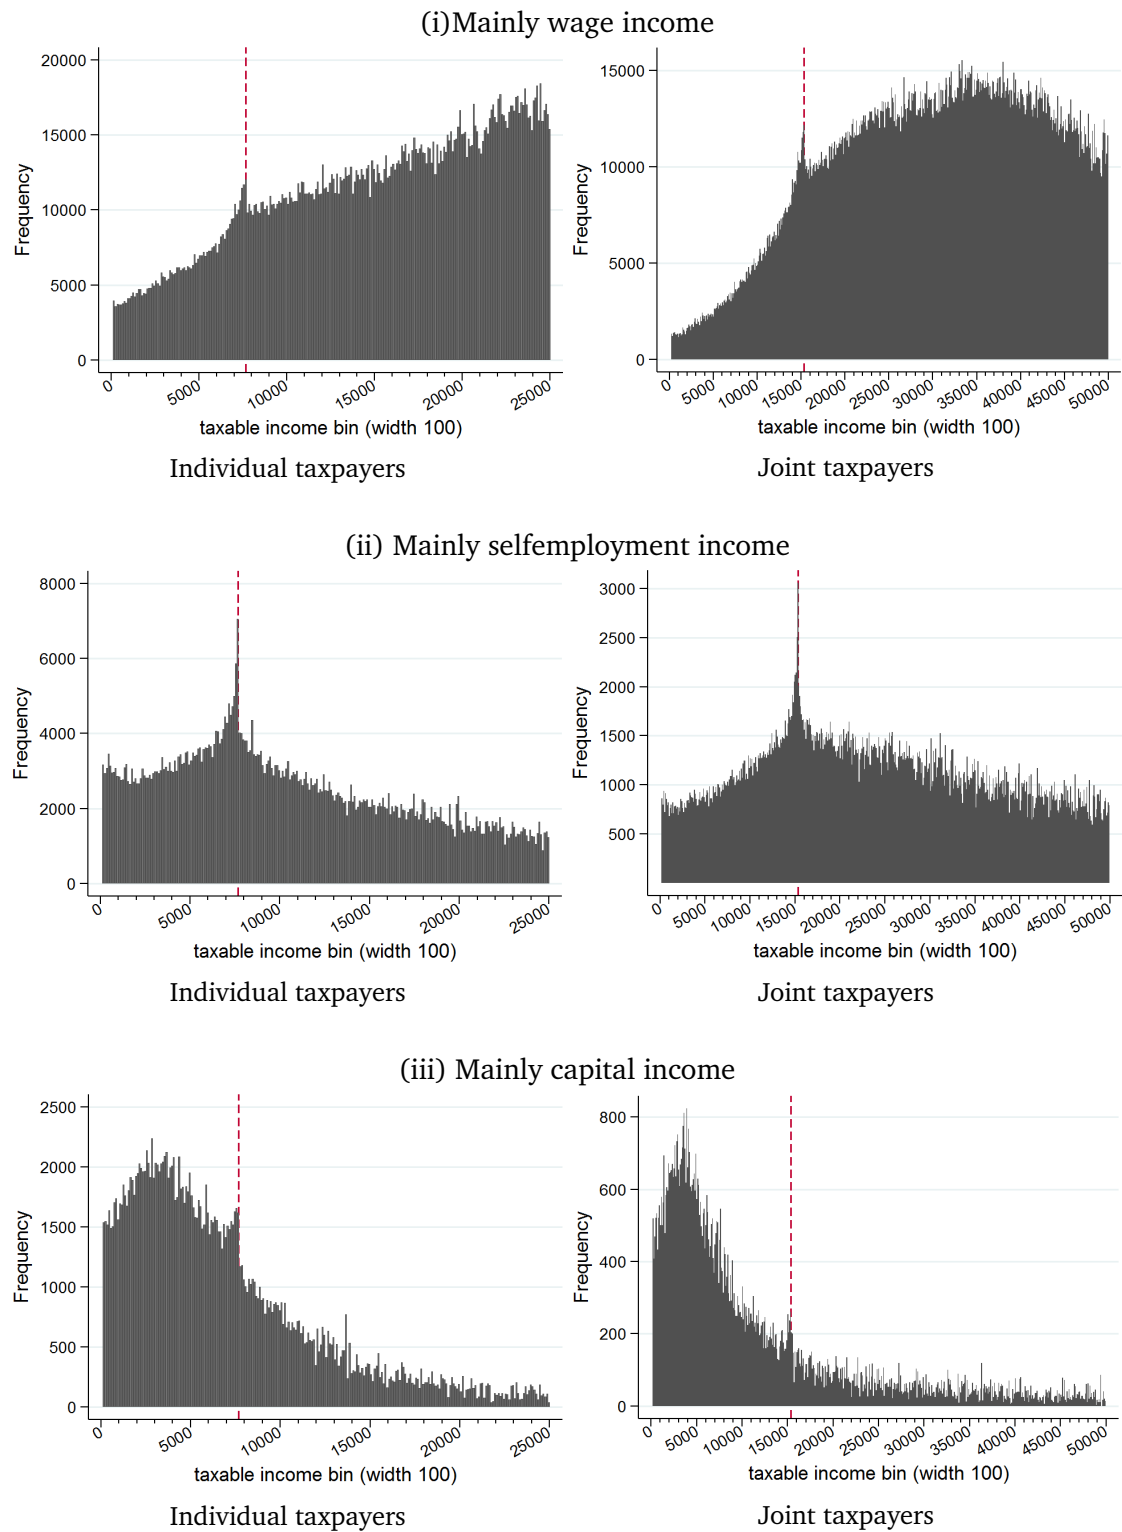 (i)Mainly wage income
20000
15000
10000
5000
0
Frequency
0 5000 10000 15000 20000 25000
taxable income bin (width 100)
Individual taxpayers
15000
10000
5000
0
Frequency
0 5000 10000 15000 20000 25000 30000 35000 40000 45000 50000
taxable income bin (width 100)
Joint taxpayers
(ii) Mainly selfemployment income
8000
6000
4000
2000
0
Frequency
0 5000 10000 15000 20000 25000
taxable income bin (width 100)
Individual taxpayers
3000
2500
2000
1500
1000
500
Frequency
0 5000 10000 15000 20000 25000 30000 35000 40000 45000 50000
taxable income bin (width 100)
Joint taxpayers
(iii) Mainly capital income
2500
2000
1500
1000
500
0
Frequency
0 5000 10000 15000 20000 25000
taxable income bin (width 100)
Individual taxpayers
800
600
400
200
0
Frequency
0 5000 10000 15000 20000 25000 30000 35000 40000 45000 50000
taxable income bin (width 100)
Joint taxpayers